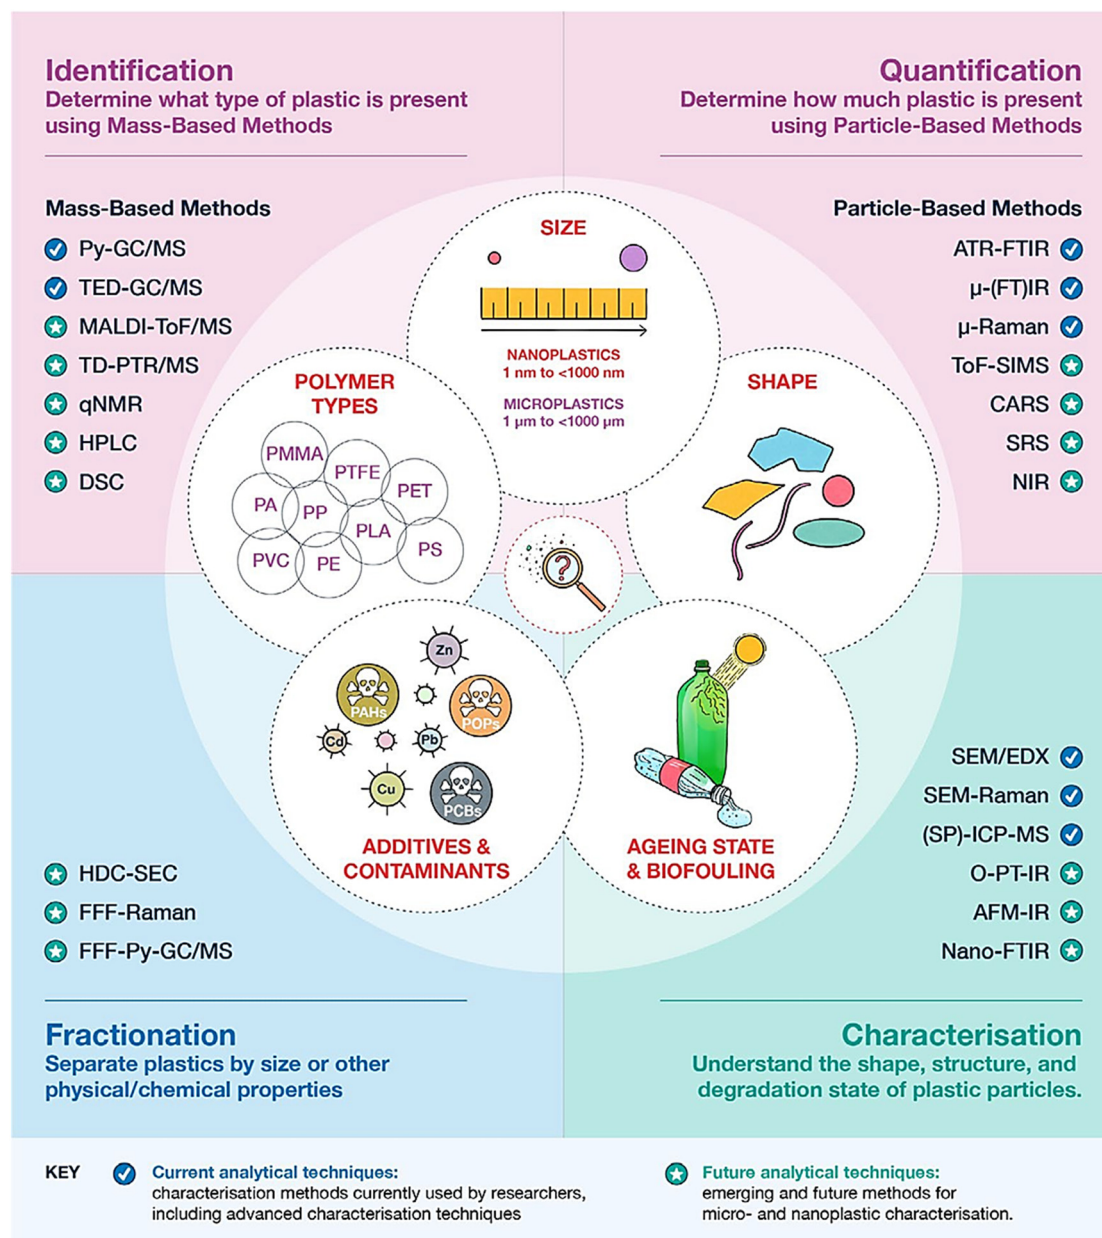 Identification
Determine what type of plastic is present
using Mass-Based Methods
Quantification
Determine how much plastic is present
using Particle-Based Methods
Mass-Based Methods
Py-GC/MS
TED-GC/MS
MALDI-ToF/MS
TD-PTR/MS
qNMR
HPLC
DSC
Particle-Based Methods
ATR-FTIR
μ-(FT)IR
μ-Raman
ToF-SIMS
CARS
SRS
NIR
SIZE
NANOPLASTICS
1 nm to <1000 nm
MICROPLASTICS
1 μm to <1000 μm
POLYMER
TYPES
PMMA
PTFE
PET
PA
PP
PLA
PS
PVC
PE
SHAPE
?
Zn
PAHs
POPs
Cd
Pb
Cu
PCBs
ADDITIVES &
CONTAMINANTS
AGEING STATE
& BIOFOULING
HDC-SEC
FFF-Raman
FFF-Py-GC/MS
SEM/EDX
SEM-Raman
(SP)-ICP-MS
O-PT-IR
AFM-IR
Nano-FTIR
Fractionation
Separate plastics by size or other
physical/chemical properties
Characterisation
Understand the shape, structure, and
degradation state of plastic particles.
KEY
Current analytical techniques:
characterisation methods currently used by researchers,
including advanced characterisation techniques
Future analytical techniques:
emerging and future methods for
micro- and nanoplastic characterisation.